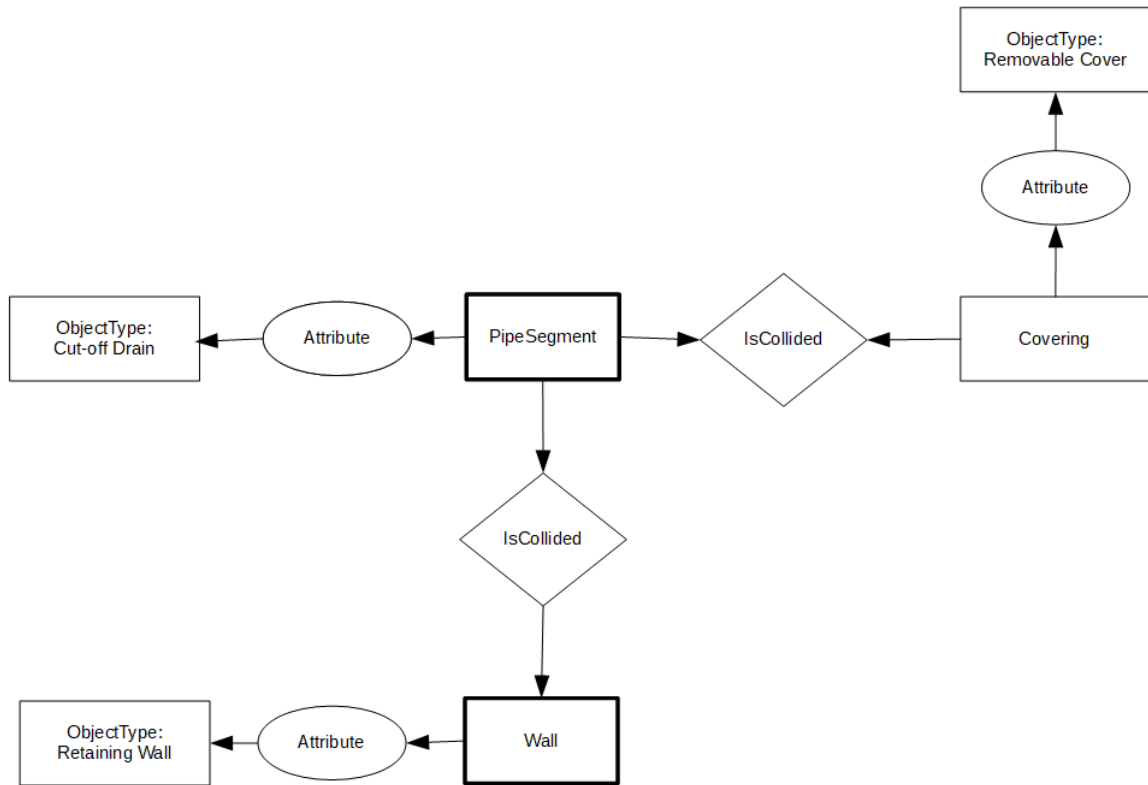 ObjectType:
Removable Cover
Attribute
ObjectType:
Cut-off Drain
Attribute
PipeSegment
IsCollided
Covering
IsCollided
ObjectType:
Retaining Wall
Attribute
Wall